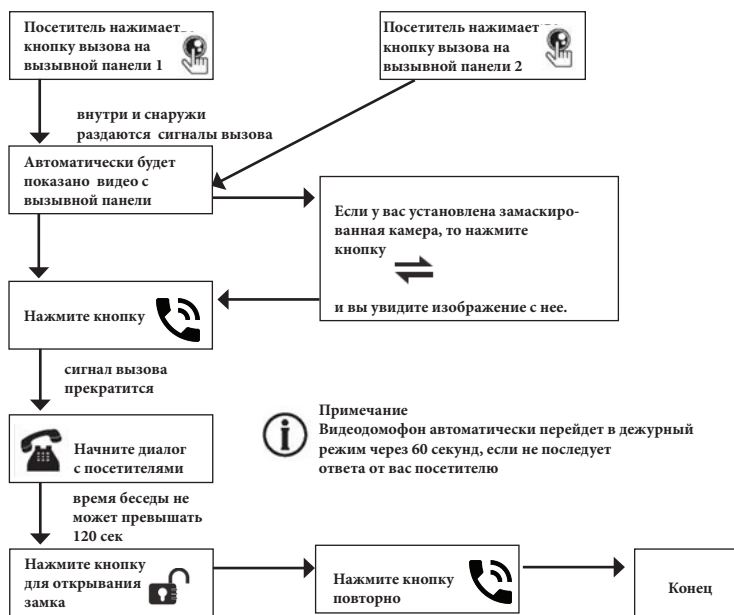 Посетитель нажимает
кнопку вызова на
вызывной панели 1
Посетитель нажимает
кнопку вызова на
вызывной панели 2
внутри и снаружи
раздаются сигналы вызова
Автоматически будет
показано видео с
вызывной панели
Если у вас установлена замаскиро-
ванная камера, то нажмите
кнопку
и вы увидите изображение с нее.
Нажмите кнопку
сигнал вызова
прекратится
Примечание
Видеодомофон автоматически перейдет в дежурный
режим через 60 секунд, если не последует
ответа от вас посетителю
Начните диалог
с посетителями
время беседы не
может превышать
120 сек
Нажмите кнопку
для открывания
замка
Нажмите кнопку
повторно
Конец